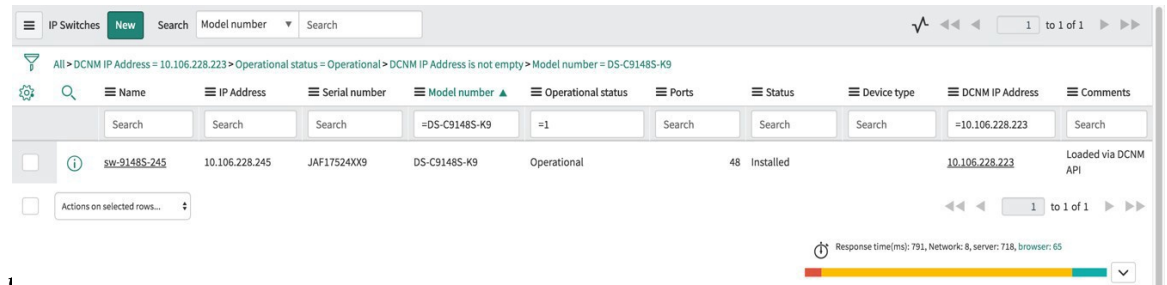 IP Switches New Search Model number Search 1 to 1 of 1
All > DCNM IP Address = 10.106.228.223 > Operational status = Operational > DCNM IP Address is not empty > Model number = DS-C9148S-K9
Name IP Address Serial number Model number Operational status Ports Status Device type DCNM IP Address Comments
Search Search Search =DS-C9148S-K9 =1 Search Search Search =10.106.228.223 Search
sw-9148S-245 10.106.228.245 JAF17524XX9 DS-C9148S-K9 Operational 48 Installed 10.106.228.223 Loaded via DCNM
API
Actions on selected rows... 1 to 1 of 1
Response time(ms): 791, Network: 8, server: 718, browser: 65